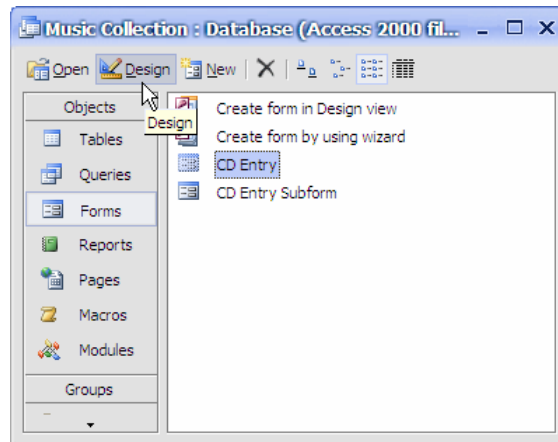 Music Collection : Database (Access 2000 fil...
Open Design New
Objects
Design
Tables
Queries
Forms
Reports
Pages
Macros
Modules
Groups
Create form in Design view
Create form by using wizard
CD Entry
CD Entry Subform